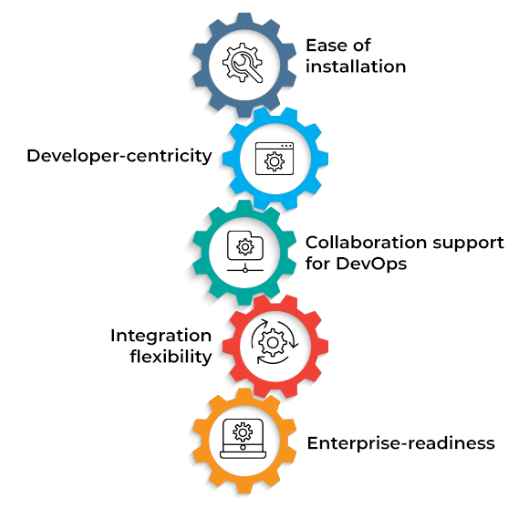 Ease of
installation
Developer-centricity
Collaboration support
for DevOps
Integration
flexibility
Enterprise-readiness